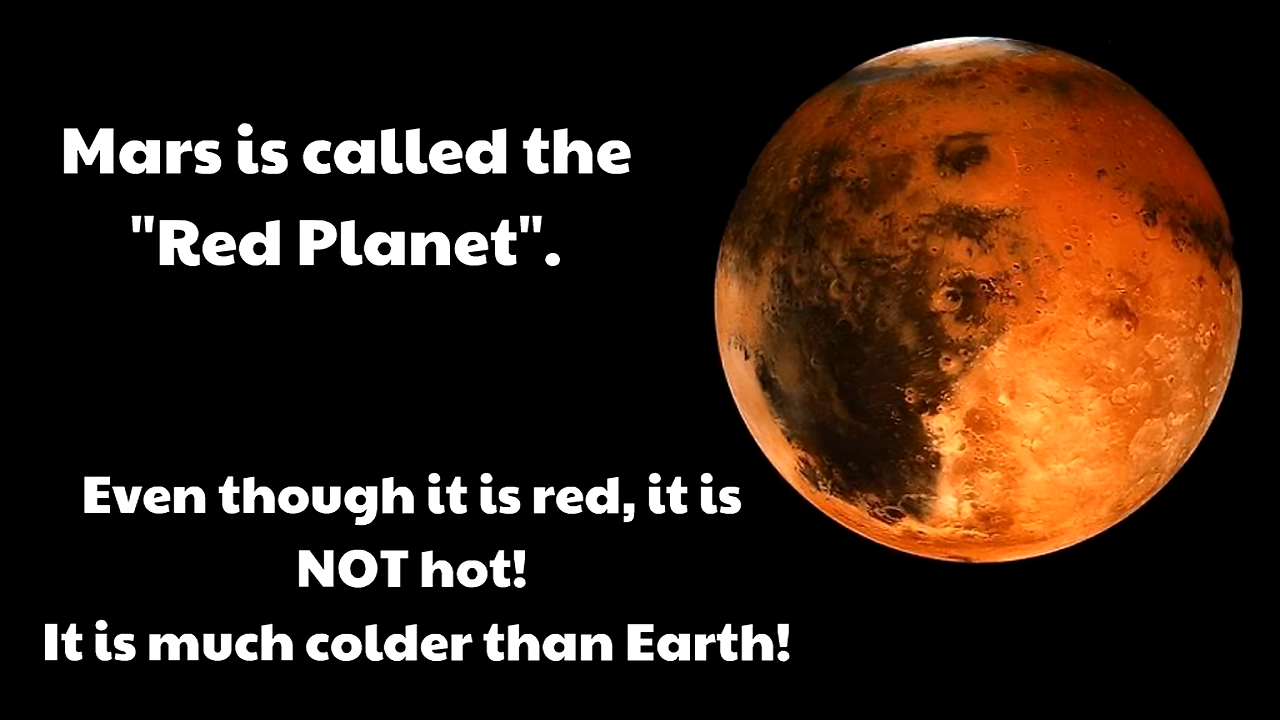 Mars is called the
"Red Planet".
Even though it is red, it is
NOT hot!
It is much colder than Earth!